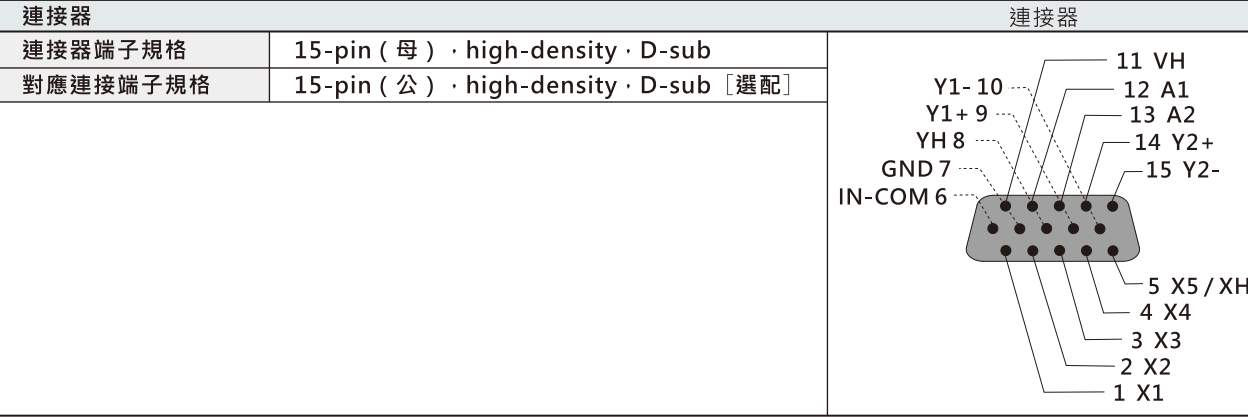 連接器 連接器
連接器端子規格 15-pin ( 母 ) ‧ high-density ‧ D-sub
對應連接端子規格 15-pin ( 公 ) ‧ high-density ‧ D-sub [選配]
11 VH
Y1- 10 12 A1
Y1+ 9 13 A2
YH 8 14 Y2+
GND 7 15 Y2-
IN-COM 6
5 X5 / XH
4 X4
3 X3
2 X2
1 X1